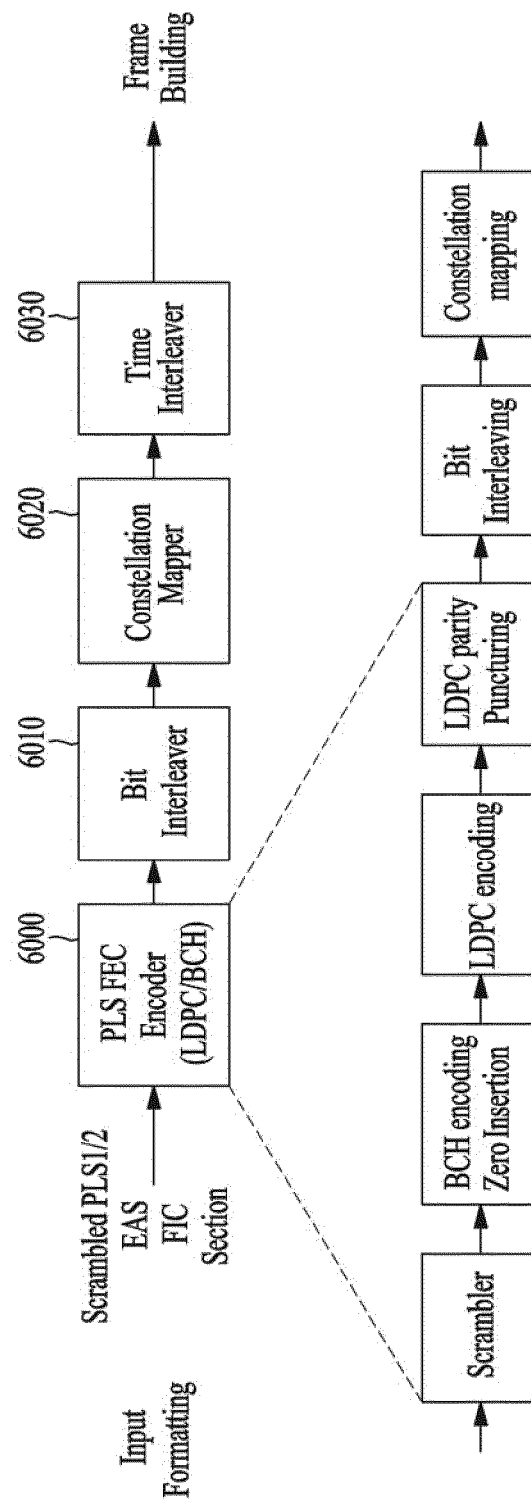 Input
Formatting
Scrambled PLS1/2
EAS
FIC
Section
6000
PLS FEC
Encoder
(LDPC/BCH)
6010
Bit
Interleaver
6020
Constellation
Mapper
6030
Time
Interleaver
Frame
Building
Scrambler
BCH encoding
Zero Insertion
LDPC encoding
LDPC parity
Puncturing
Bit
Interleaving
Constellation
mapping